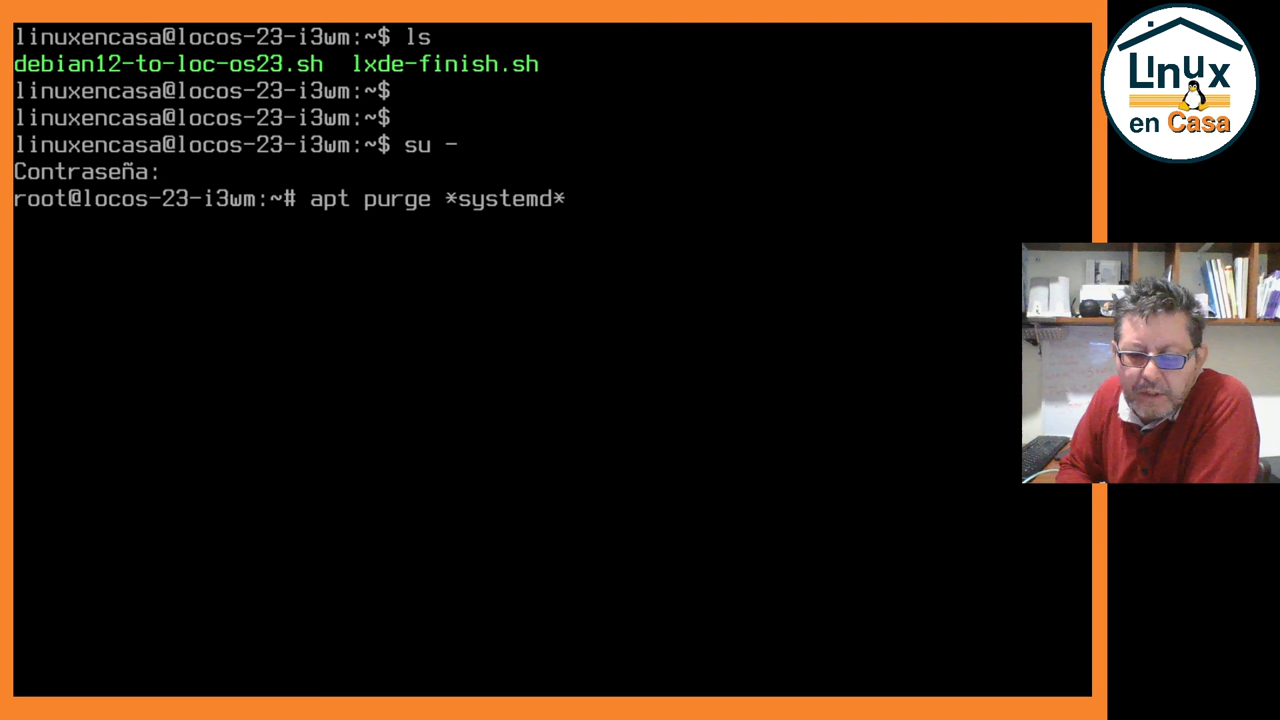 linuxencasa@locos-23-i3wm:~$ ls
debian12-to-loc-os23.sh  lxde-finish.sh
linuxencasa@locos-23-i3wm:~$
linuxencasa@locos-23-i3wm:~$
linuxencasa@locos-23-i3wm:~$ su -
Contraseña:
root@locos-23-i3wm:~# apt purge *systemd*
Linux
en Casa